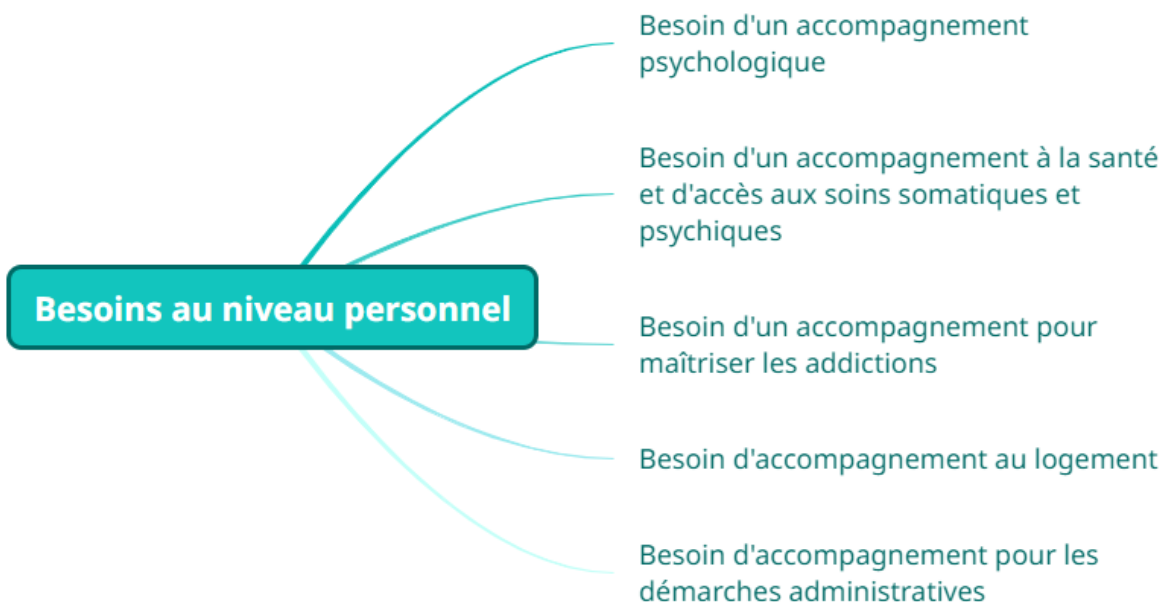 Besoin d'un accompagnement
psychologique
Besoin d'un accompagnement à la santé
et d'accès aux soins somatiques et
psychiques
Besoins au niveau personnel
Besoin d'un accompagnement pour
maîtriser les addictions
Besoin d'accompagnement au logement
Besoin d'accompagnement pour les
démarches administratives